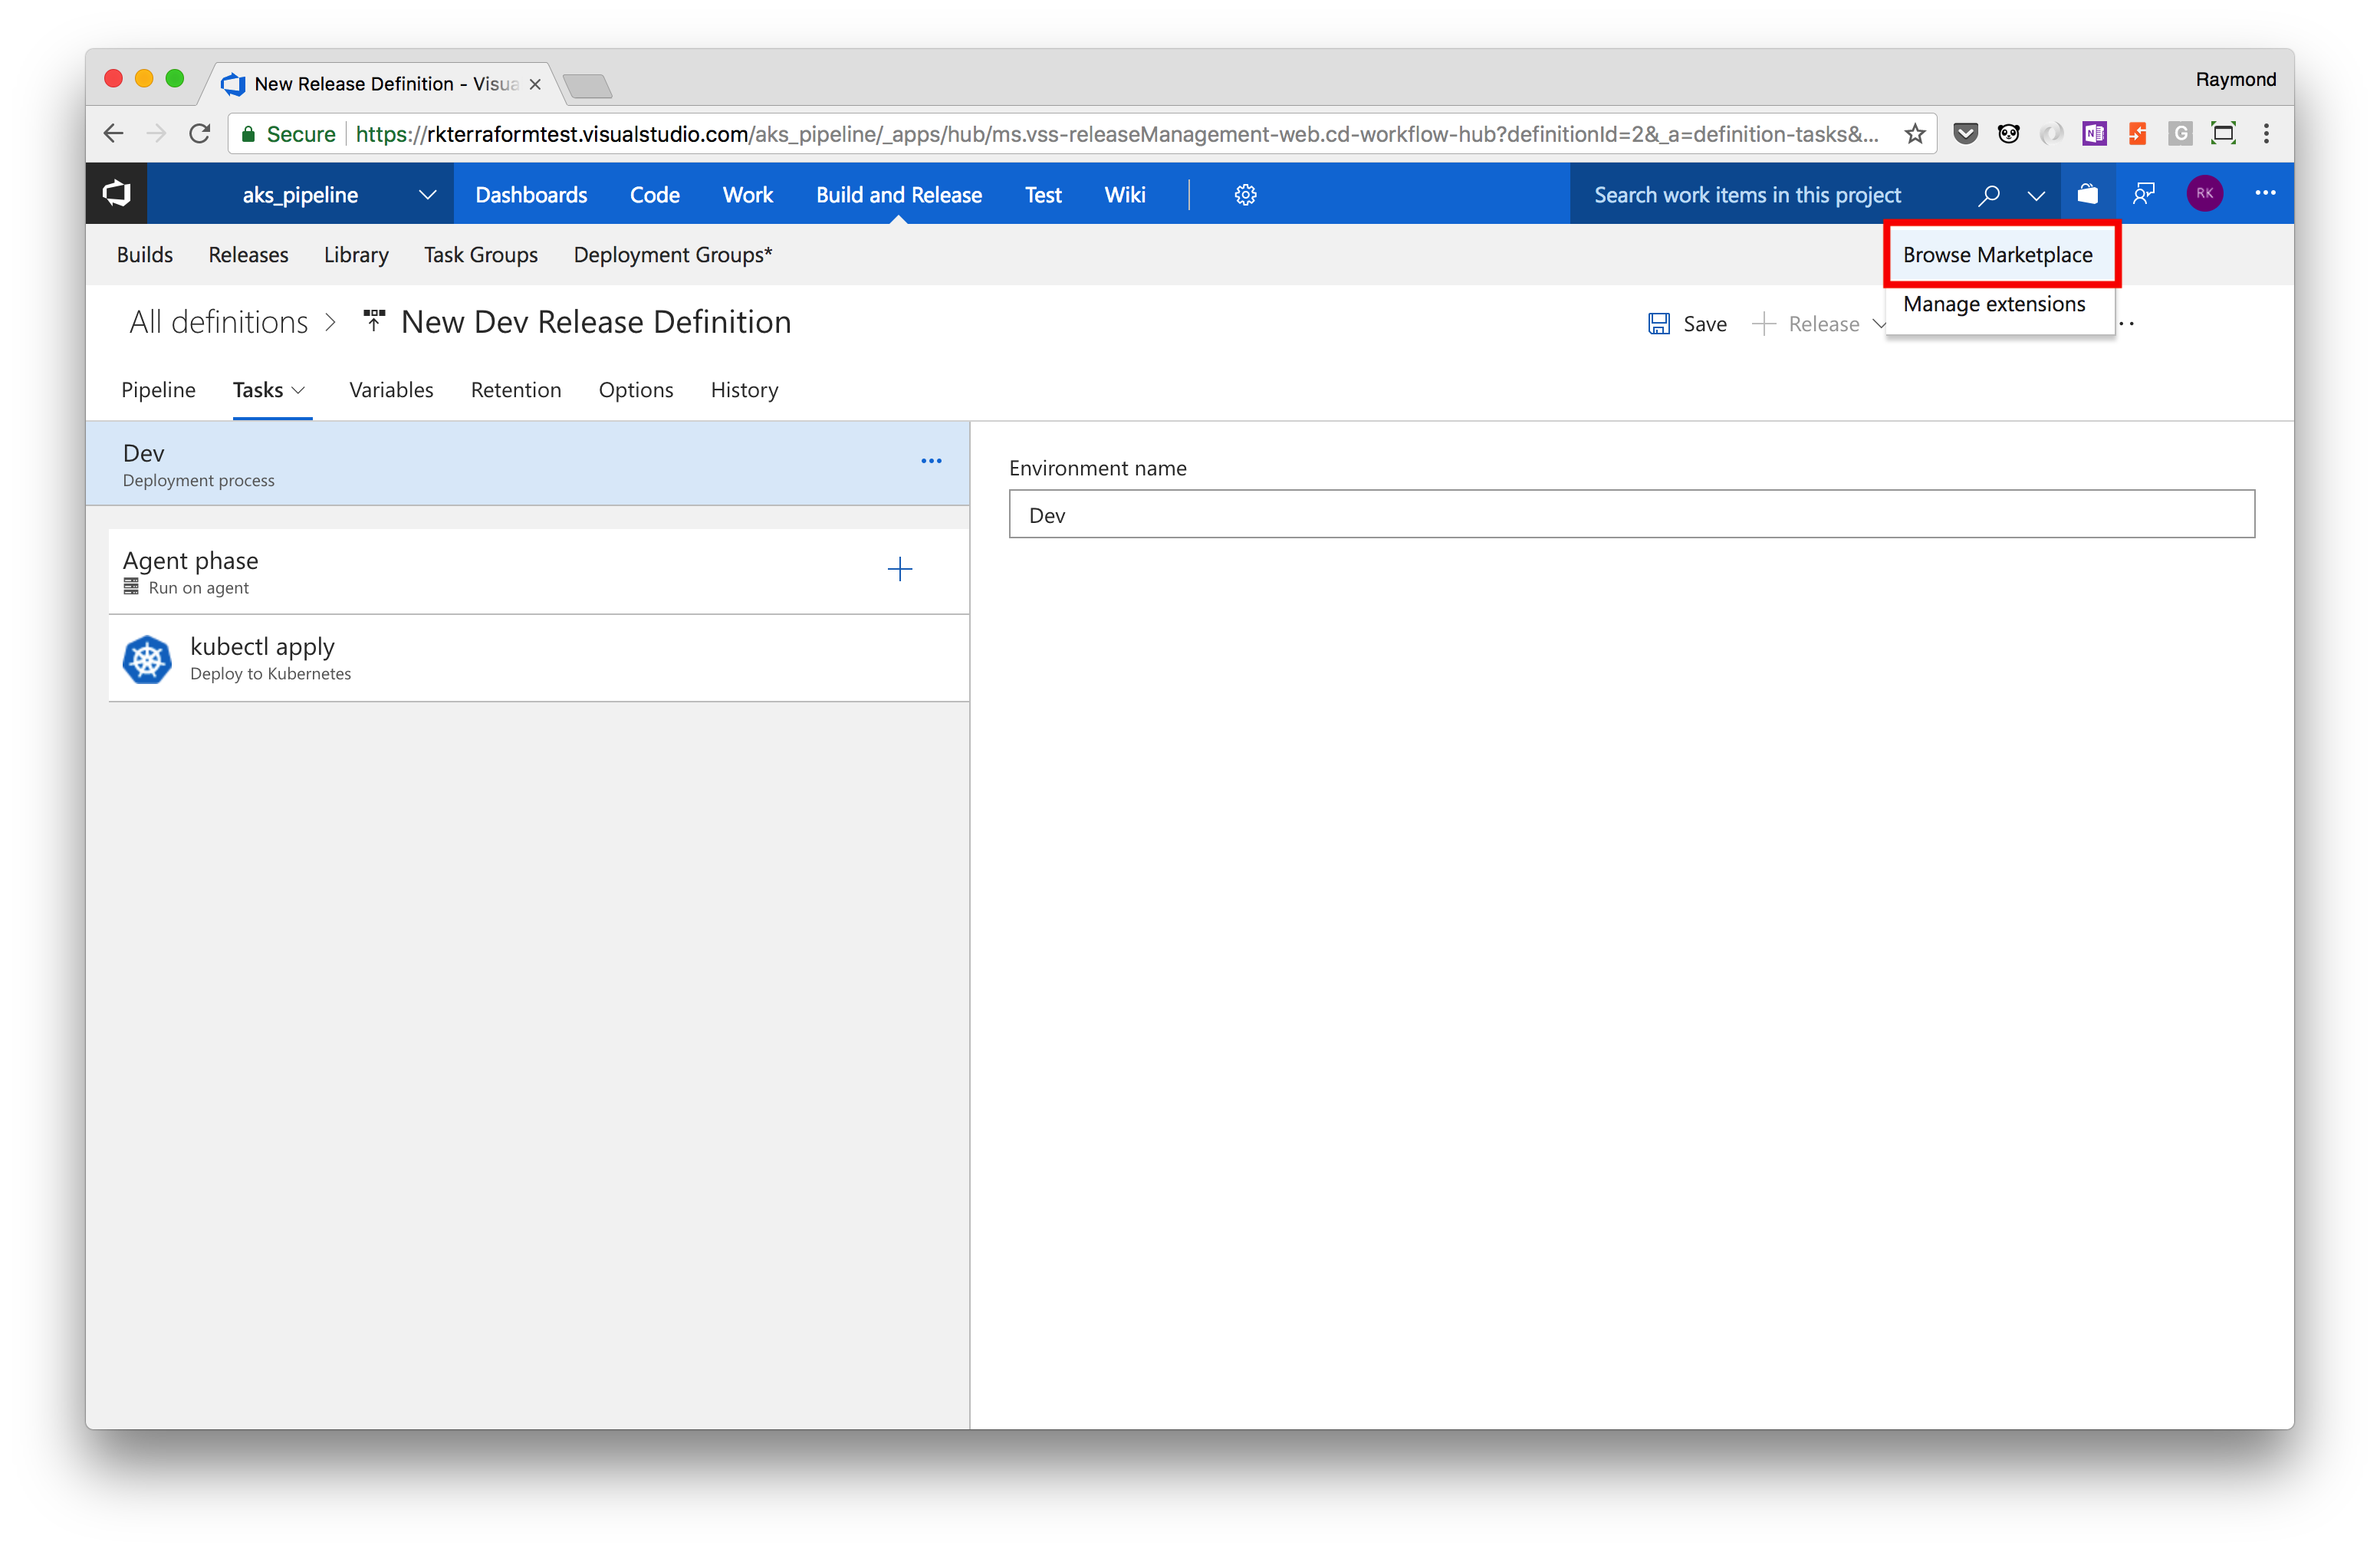 New Release Definition - Visua
Raymond
Secure
https://rkterraformtest.visualstudio.com/aks_pipeline/_apps/hub/ms.vss-releaseManagement-web.cd-workflow-hub?definitionId=2&_a=definition-tasks&...
aks_pipeline
Dashboards
Code
Work
Build and Release
Test
Wiki
Search work items in this project
RK
Builds
Releases
Library
Task Groups
Deployment Groups*
Browse Marketplace
Manage extensions
All definitions
New Dev Release Definition
Save
Release
Pipeline
Tasks
Variables
Retention
Options
History
Dev
Deployment process
Environment name
Dev
Agent phase
Run on agent
kubectl apply
Deploy to Kubernetes
N
G